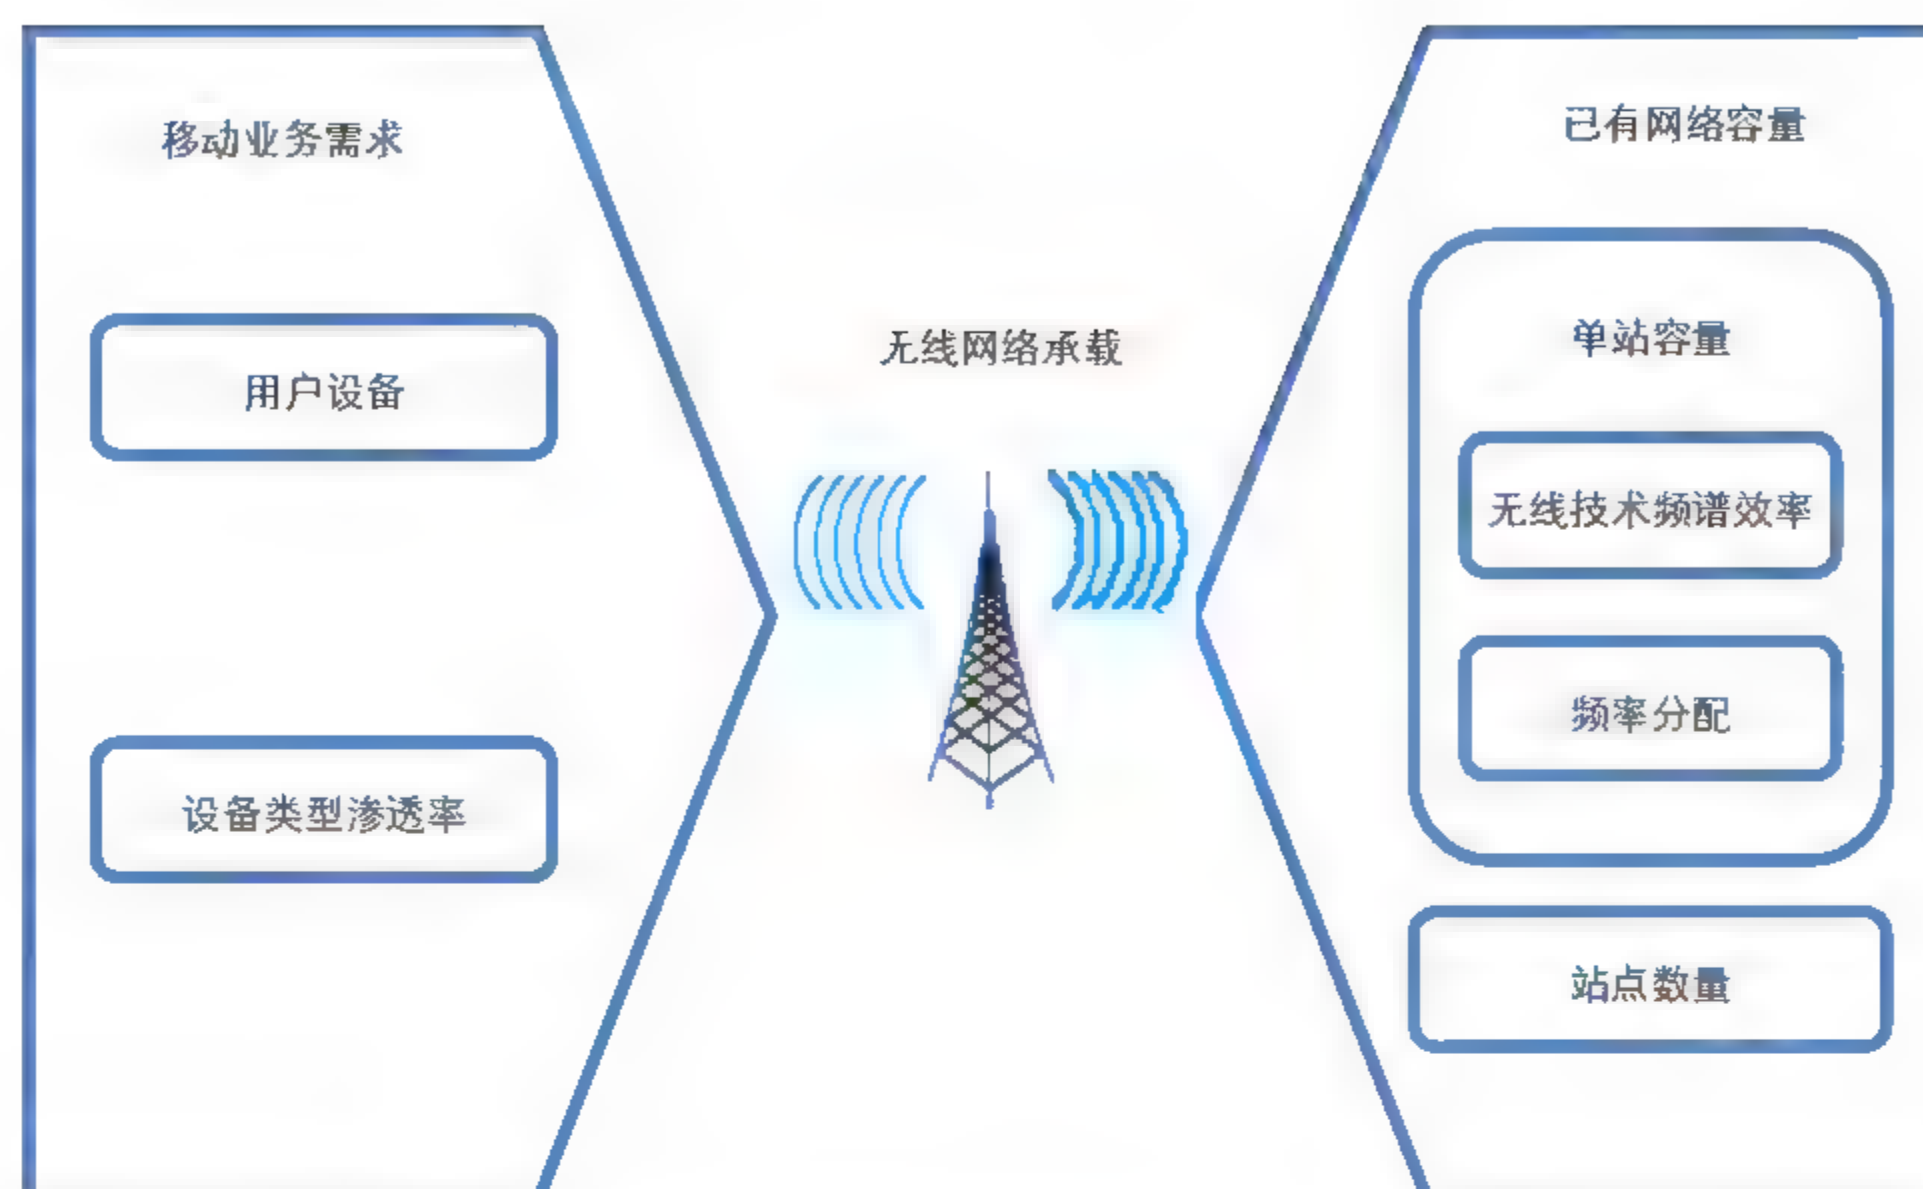 移动业务需求
用户设备
设备类型渗透率
无线网络承载
已有网络容量
单站容量
无线技术频谱效率
频率分配
站点数量